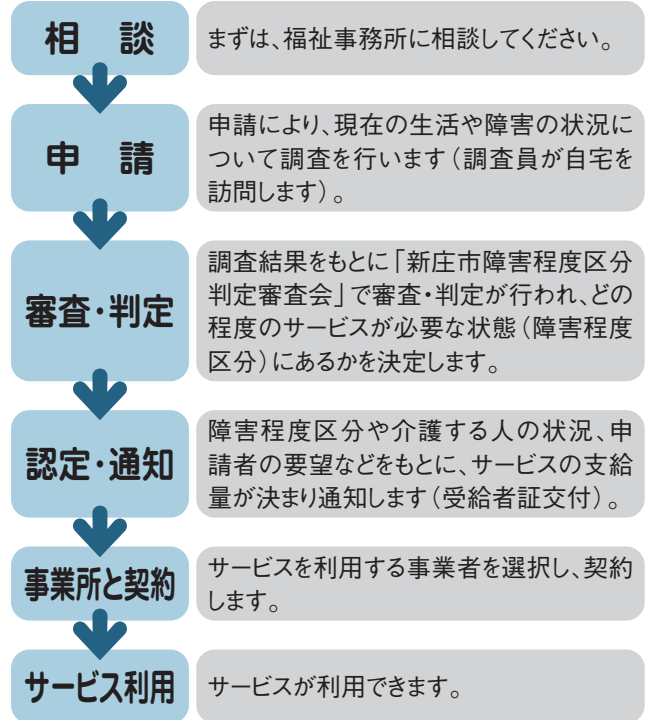 相 談
まずは、福祉事務所に相談してください。
申 請
申請により、現在の生活や障害の状況に
ついて調査を行います(調査員が自宅を
訪問します)。
審査・判定
調査結果をもとに「新庄市障害程度区分
判定審査会」で審査・判定が行われ、どの
程度のサービスが必要な状態(障害程度
区分)にあるかを決定します。
認定・通知
障害程度区分や介護する人の状況、申
請者の要望などをもとに、サービスの支給
量が決まり通知します(受給者証交付)。
事業所と契約
サービスを利用する事業者を選択し、契約
します。
サービス利用
サービスが利用できます。